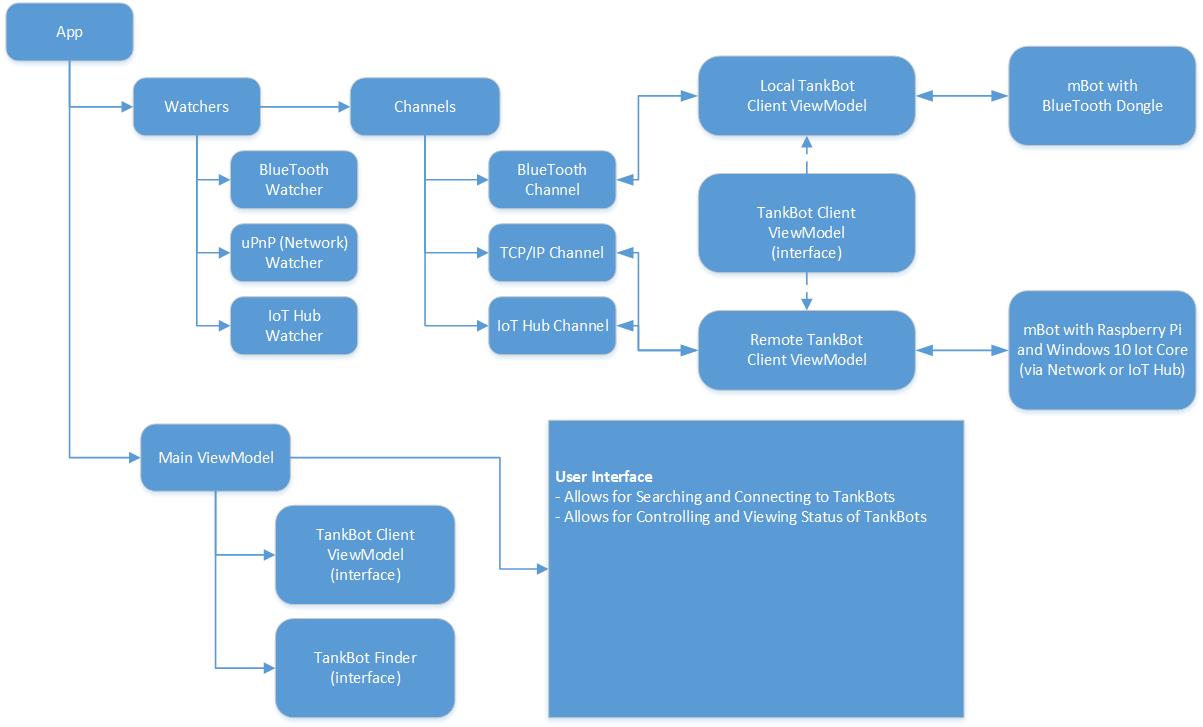 App
Watchers
Channels
Local TankBot
Client ViewModel
mBot with
BlueTooth Dongle
BlueTooth
Watcher
BlueTooth
Channel
TankBot Client
ViewModel
(interface)
uPnP (Network)
Watcher
TCP/IP Channel
IoT Hub
Watcher
IoT Hub Channel
Remote TankBot
Client ViewModel
mBot with Raspberry Pi
and Windows 10 Iot Core
(via Network or IoT Hub)
Main ViewModel
User Interface
- Allows for Searching and Connecting to TankBots
- Allows for Controlling and Viewing Status of TankBots
TankBot Client
ViewModel
(interface)
TankBot Finder
(interface)